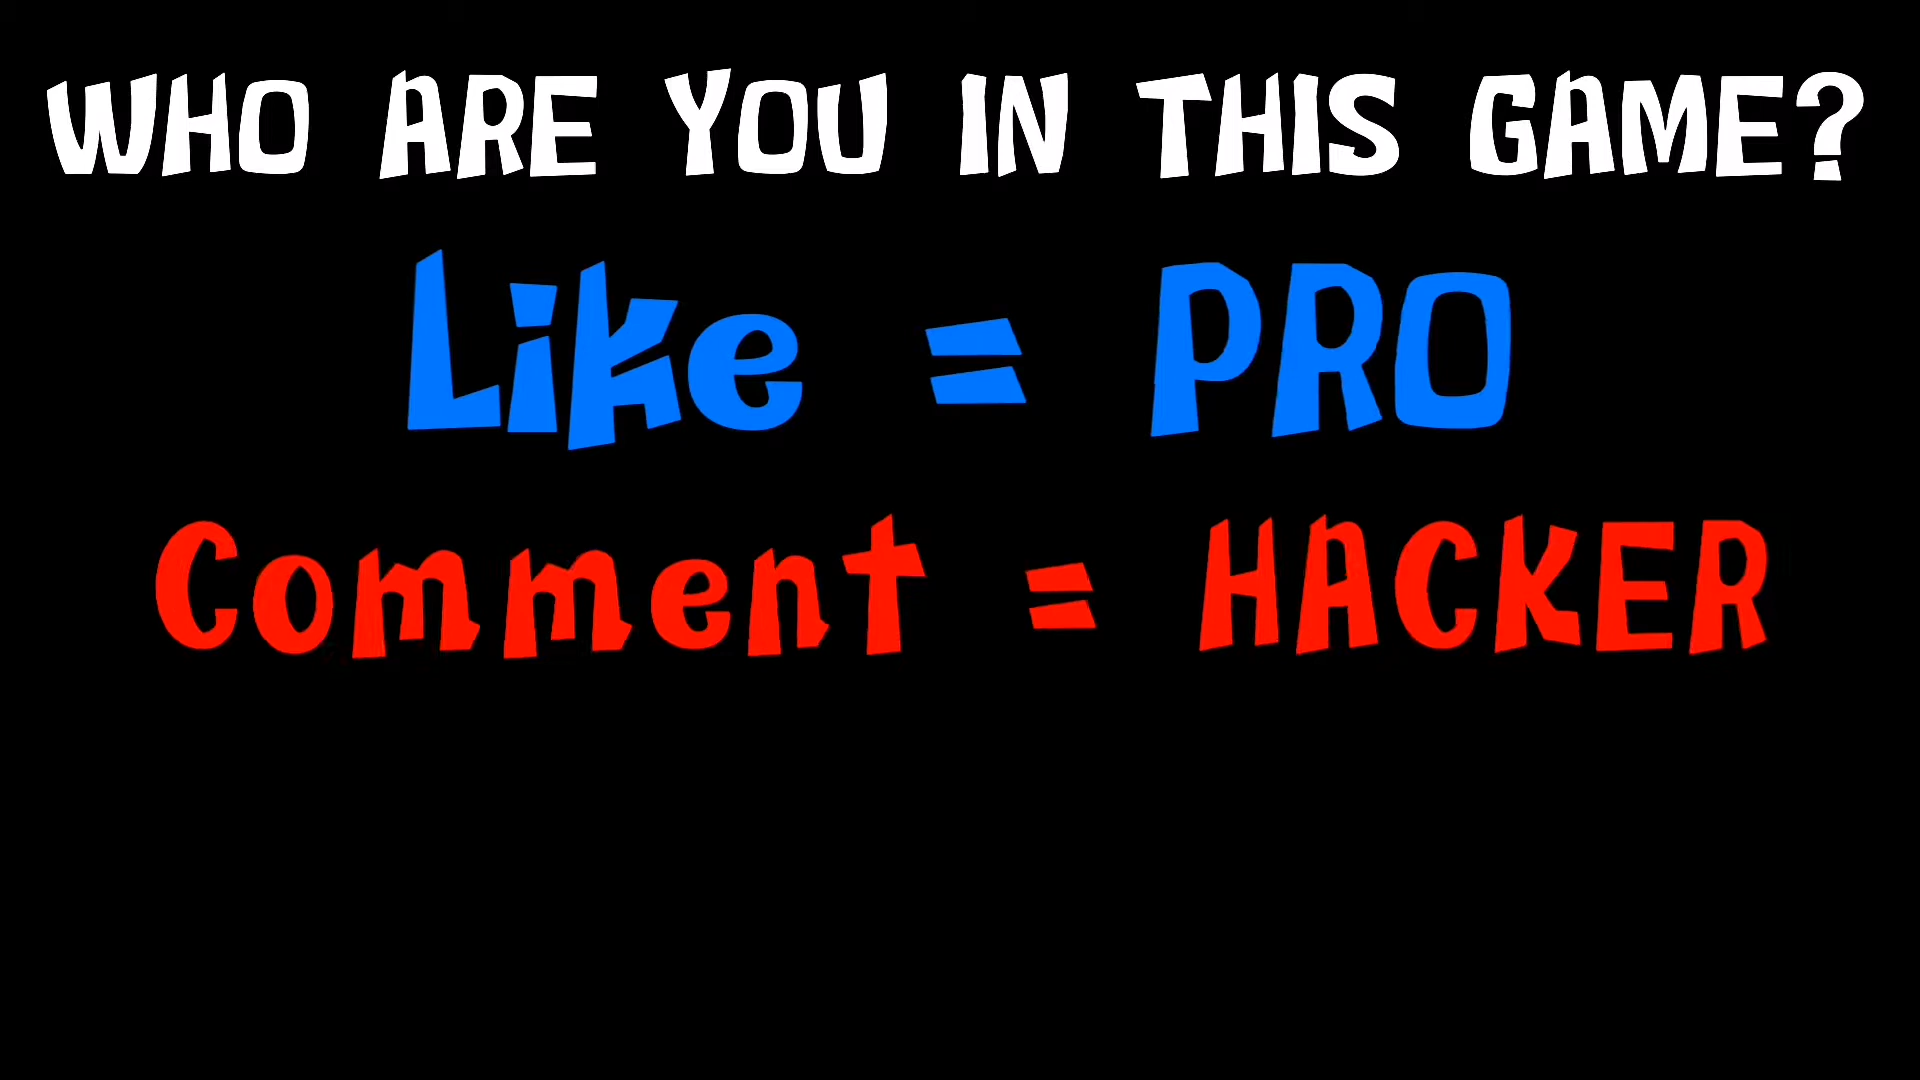 WHO ARE YOU IN THIS GAME?
Like = PRO
Comment = HACKER